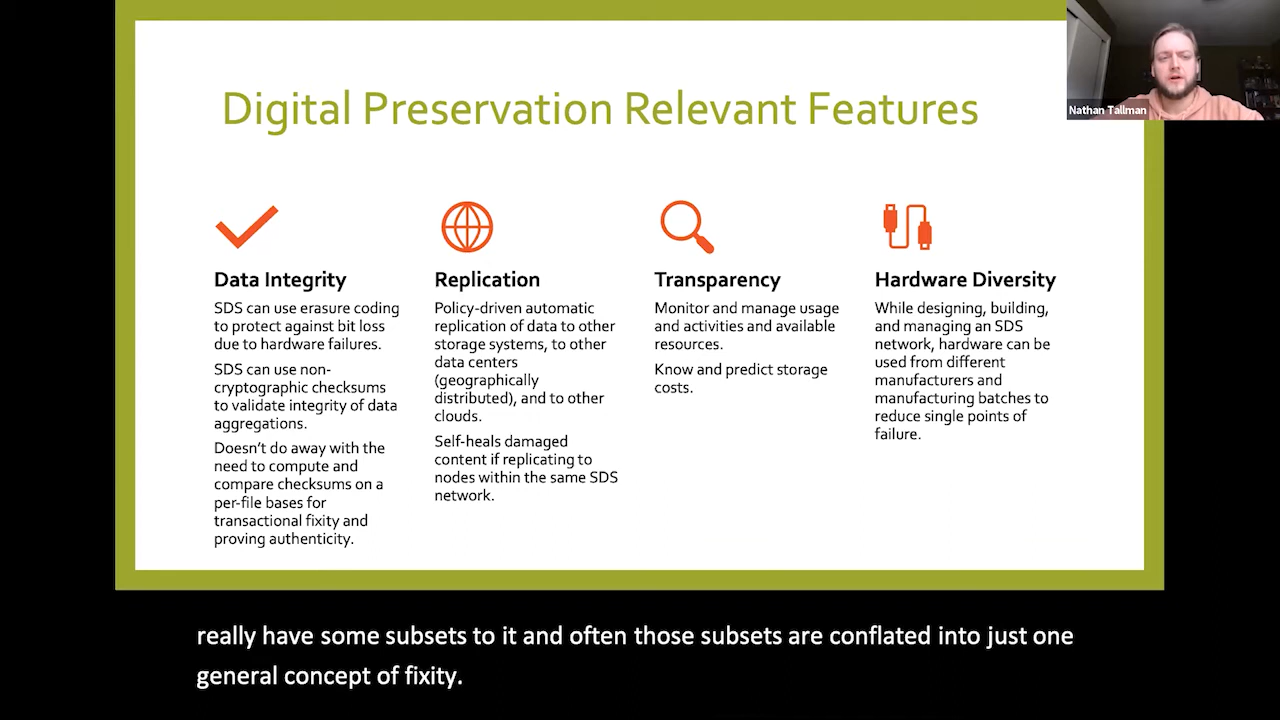 Digital Preservation Relevant Features
Nathan Tallman
Data Integrity
SDS can use erasure coding
to protect against bit loss
due to hardware failures.
SDS can use non-
cryptographic checksums
to validate integrity of data
aggregations.
Doesn't do away with the
need to compute and
compare checksums on a
per-file bases for
transactional fixity and
proving authenticity.
Replication
Policy-driven automatic
replication of data to other
storage systems, to other
data centers
(geographically
distributed), and to other
clouds.
Self-heals damaged
content if replicating to
nodes within the same SDS
network.
Transparency
Monitor and manage usage
and activities and available
resources.
Know and predict storage
costs.
Hardware Diversity
While designing, building,
and managing an SDS
network, hardware can be
used from different
manufacturers and
manufacturing batches to
reduce single points of
failure.
really have some subsets to it and often those subsets are conflated into just one
general concept of fixity.